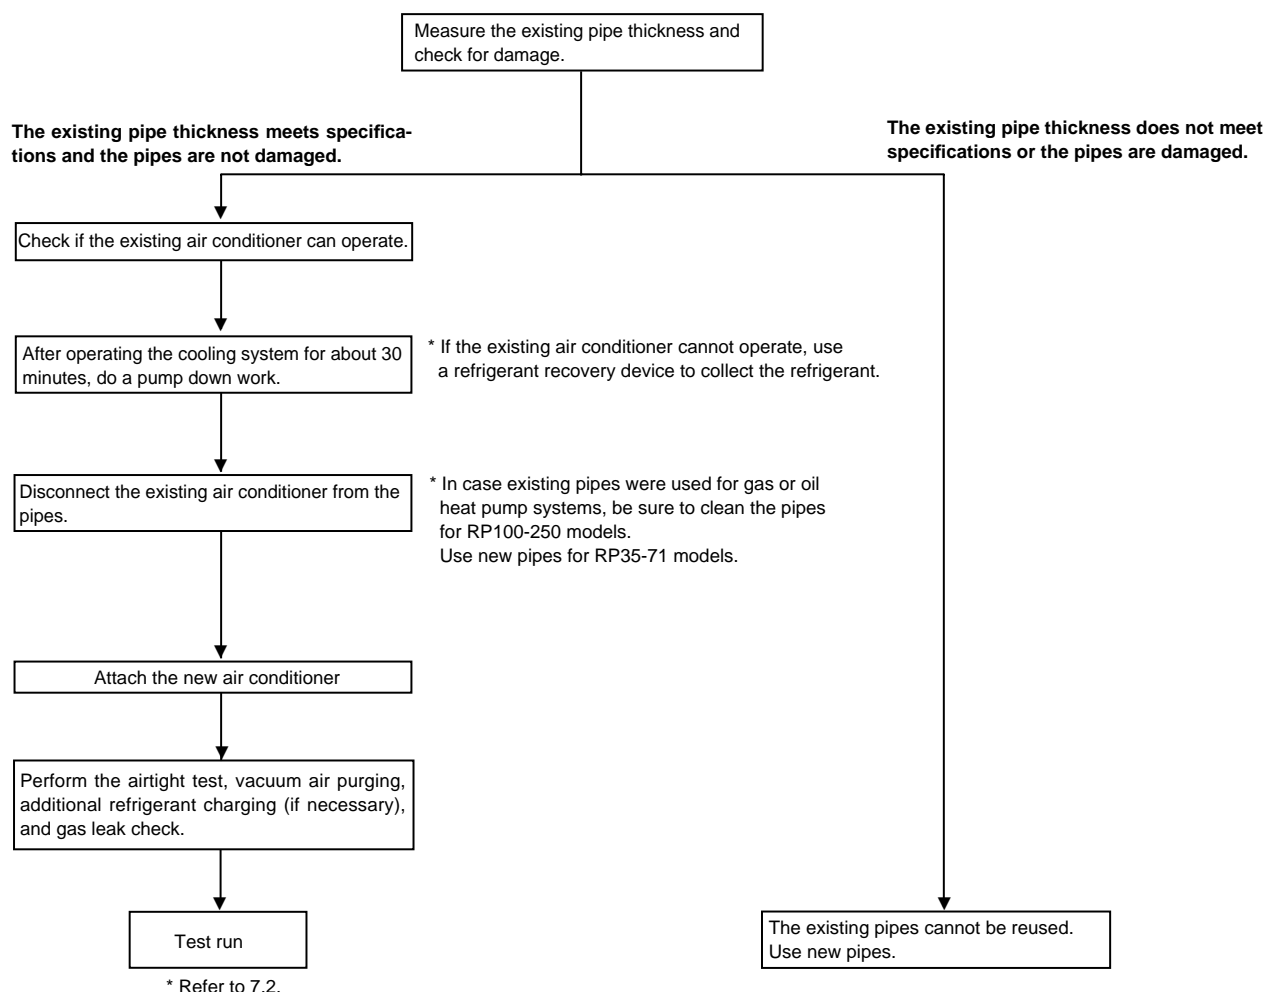 Measure the existing pipe thickness and
check for damage.
The existing pipe thickness meets specifica-
tions and the pipes are not damaged.
The existing pipe thickness does not meet
specifications or the pipes are damaged.
Check if the existing air conditioner can operate.
After operating the cooling system for about 30
minutes, do a pump down work.
* If the existing air conditioner cannot operate, use
a refrigerant recovery device to collect the refrigerant.
Disconnect the existing air conditioner from the
pipes.
* In case existing pipes were used for gas or oil
heat pump systems, be sure to clean the pipes
for RP100-250 models.
Use new pipes for RP35-71 models.
Attach the new air conditioner
Perform the airtight test, vacuum air purging,
additional refrigerant charging (if necessary),
and gas leak check.
Test run
* Refer to 7.2.
The existing pipes cannot be reused.
Use new pipes.